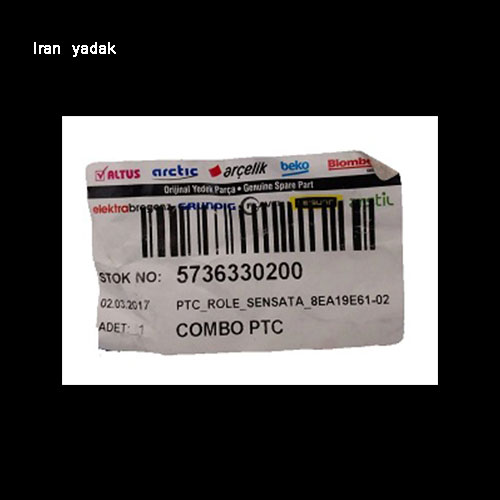 Iran yadak
ALTUS arctic arçelik beko Blomberg
Orijinal Yedek Parça • Genuine Spare Part
elektrabregenz GRUNDIG
STOK NO: 5736330200
02.03.2017 PTC_ROLE_SENSATA_8EA19E61-02
ADET: 1 COMBO PTC